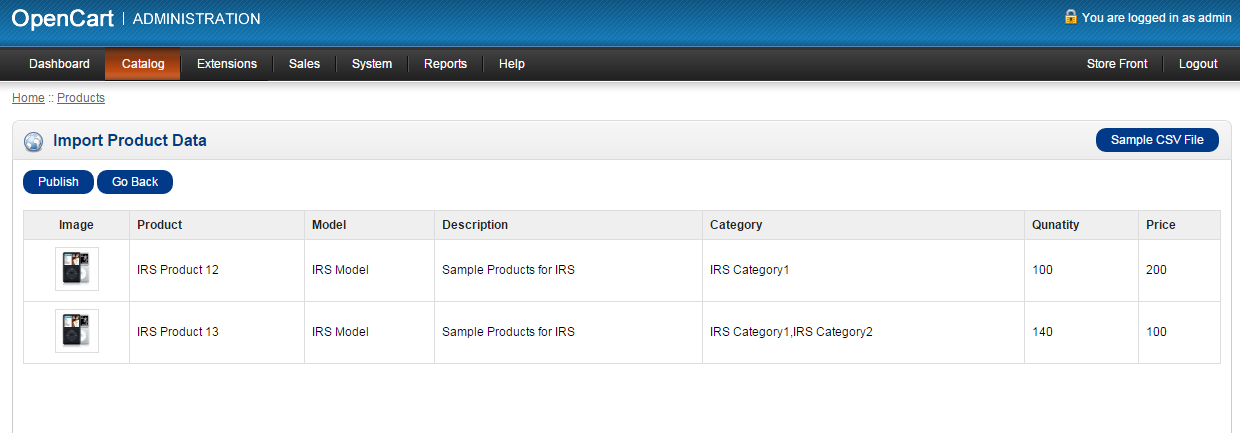 OpenCart | ADMINISTRATION
You are logged in as admin
Dashboard Catalog Extensions Sales System Reports Help Store Front Logout
Home :: Products
Import Product Data Sample CSV File
Publish Go Back
Image Product Model Description Category Qunatity Price
IRS Product 12 IRS Model Sample Products for IRS IRS Category1 100 200
IRS Product 13 IRS Model Sample Products for IRS IRS Category1,IRS Category2 140 100